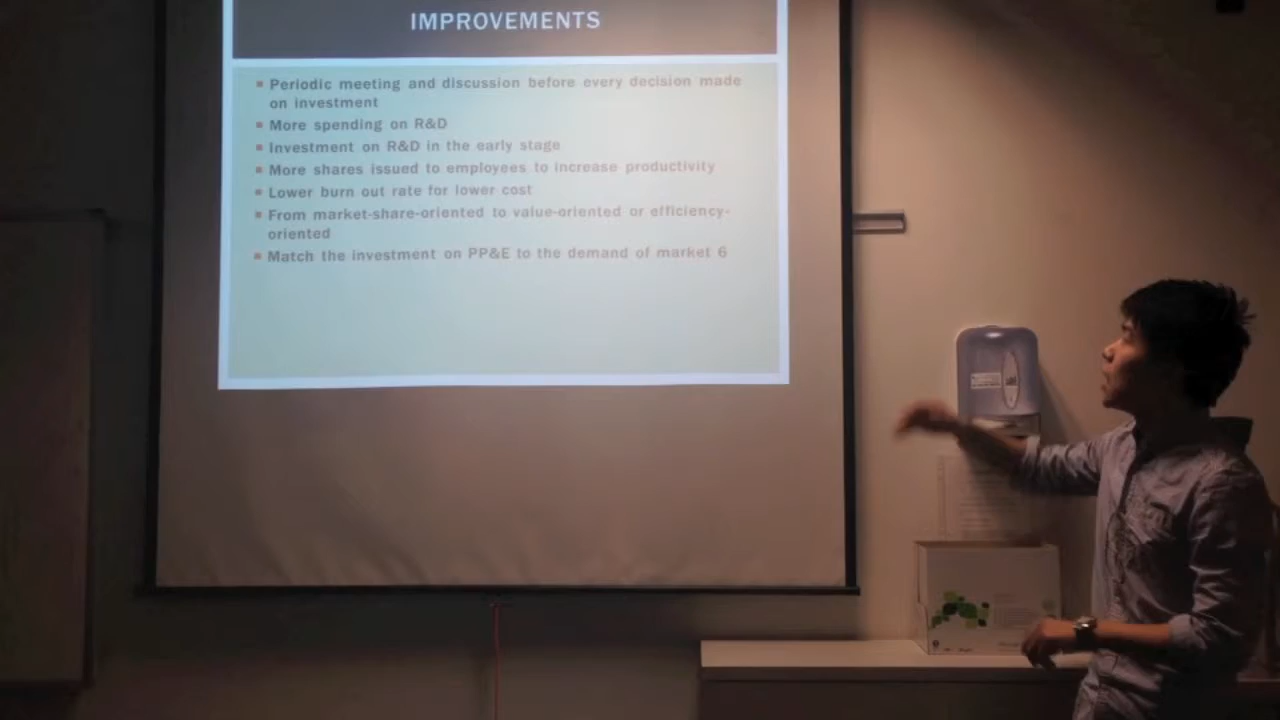 IMPROVEMENTS
Periodic meeting and discussion before every decision made
on investment
More spending on R&D
Investment on R&D in the early stage
More shares issued to employees to increase productivity
Lower burn out rate for lower cost
From market-share-oriented to value-oriented or efficiency-
oriented
Match the investment on PP&E to the demand of market 6